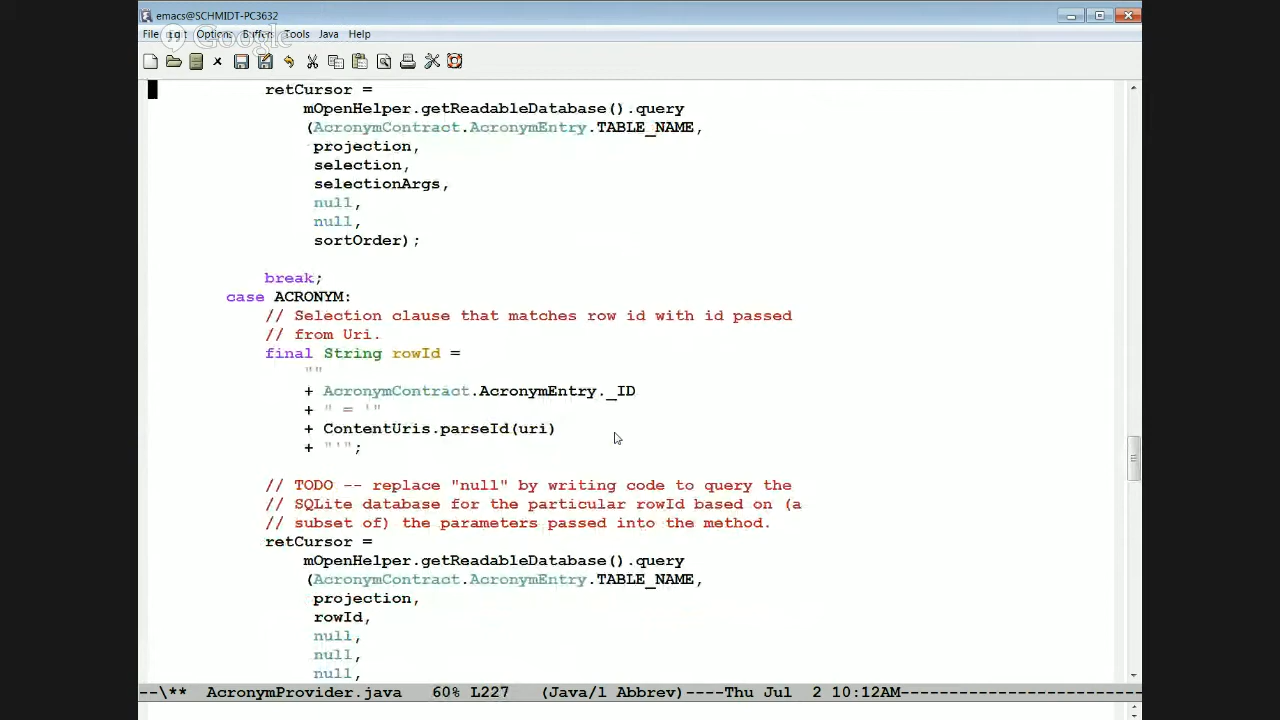 emacs@SCHMIDT-PC3632
File Edit Options Buffers Tools Java Help
Google
retCursor =
mOpenHelper.getReadableDatabase().query
(AcronymContract.AcronymEntry.TABLE_NAME,
projection,
selection,
selectionArgs,
null,
null,
sortOrder);
break;
case ACRONYM:
// Selection clause that matches row id with id passed
// from Uri.
final String rowId =
""
+ AcronymContract.AcronymEntry._ID
+ " = '"
+ ContentUris.parseId(uri)
+ "'";
// TODO -- replace "null" by writing code to query the
// SQLite database for the particular rowId based on (a
// subset of) the parameters passed into the method.
retCursor =
mOpenHelper.getReadableDatabase().query
(AcronymContract.AcronymEntry.TABLE_NAME,
projection,
rowId,
null,
null,
null,
--\** AcronymProvider.java 60% L227 (Java/l Abbrev)----Thu Jul 2 10:12AM------------------------